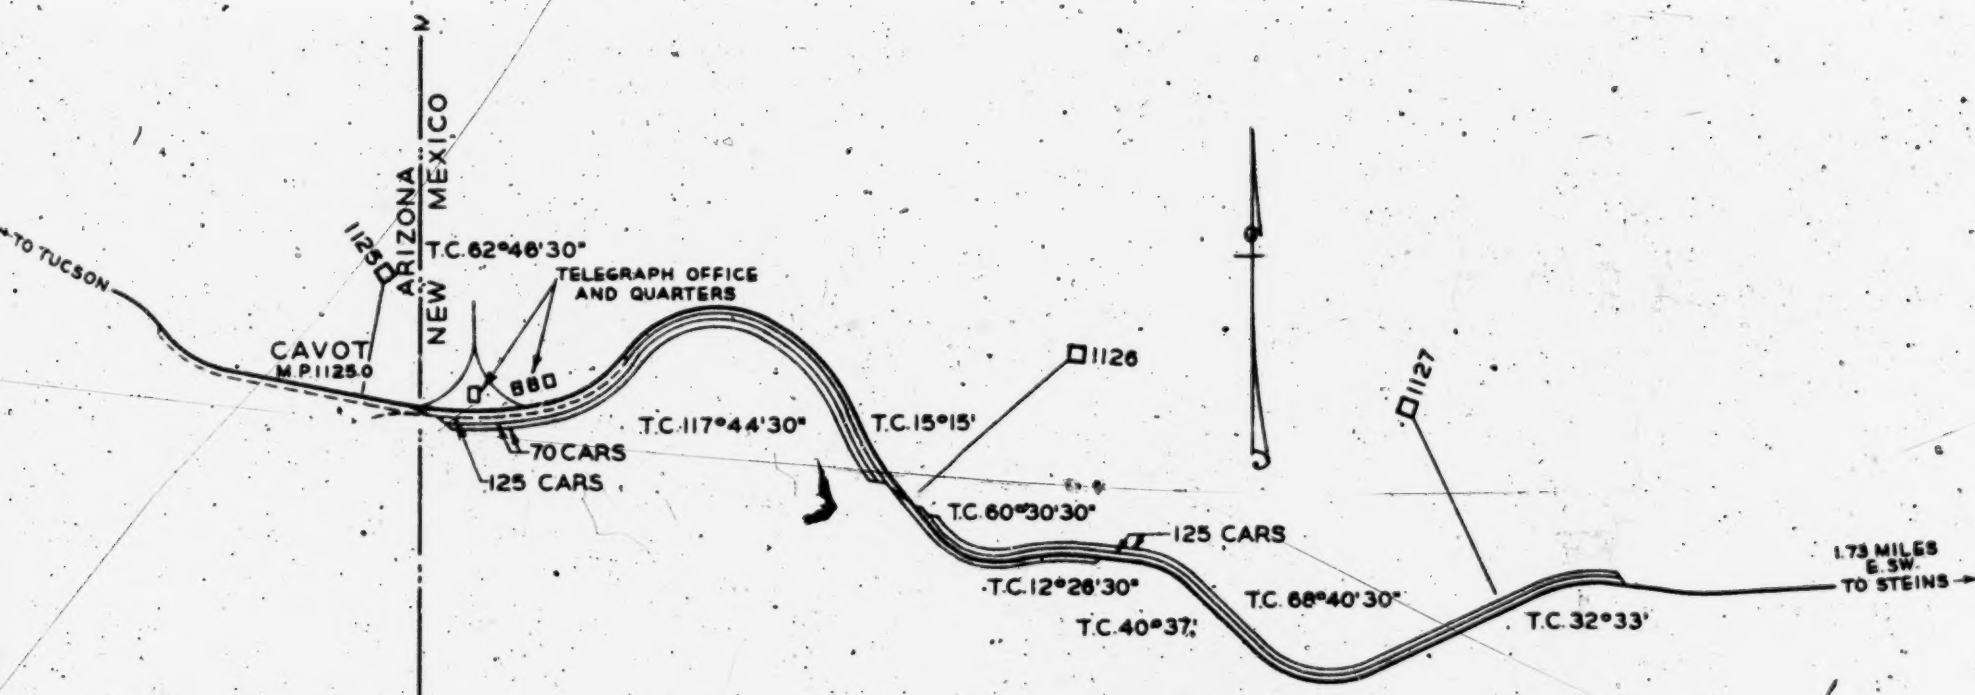 ←TO TUCSON
1125
ARIZONA
NEW MEXICO
T.C.62°46'30"
TELEGRAPH OFFICE
AND QUARTERS
CAVOT
M.P.1125.0
70 CARS
125 CARS
T.C.117°44'30"
T.C.15°15'
1126
T.C.60°30'30"
125 CARS
T.C.12°26'30"
T.C.40°37'
T.C.68°40'30"
1127
T.C.32°33'
1.73 MILES
E. SW.
TO STEINS→